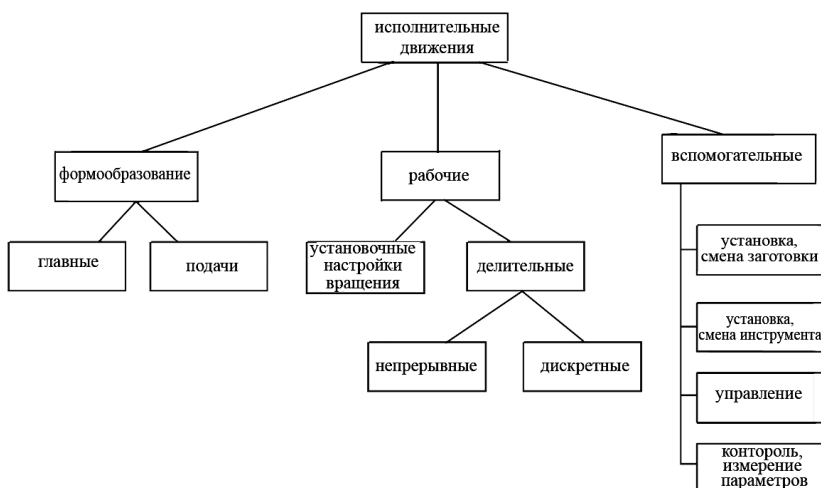 исполнительные
движения
формообразование
рабочие
вспомогательные
главные
подачи
установочные
настройки
вращения
делительные
непрерывные
дискретные
установка,
смена заготовки
установка,
смена инструмента
управление
контороль,
измерение
параметров